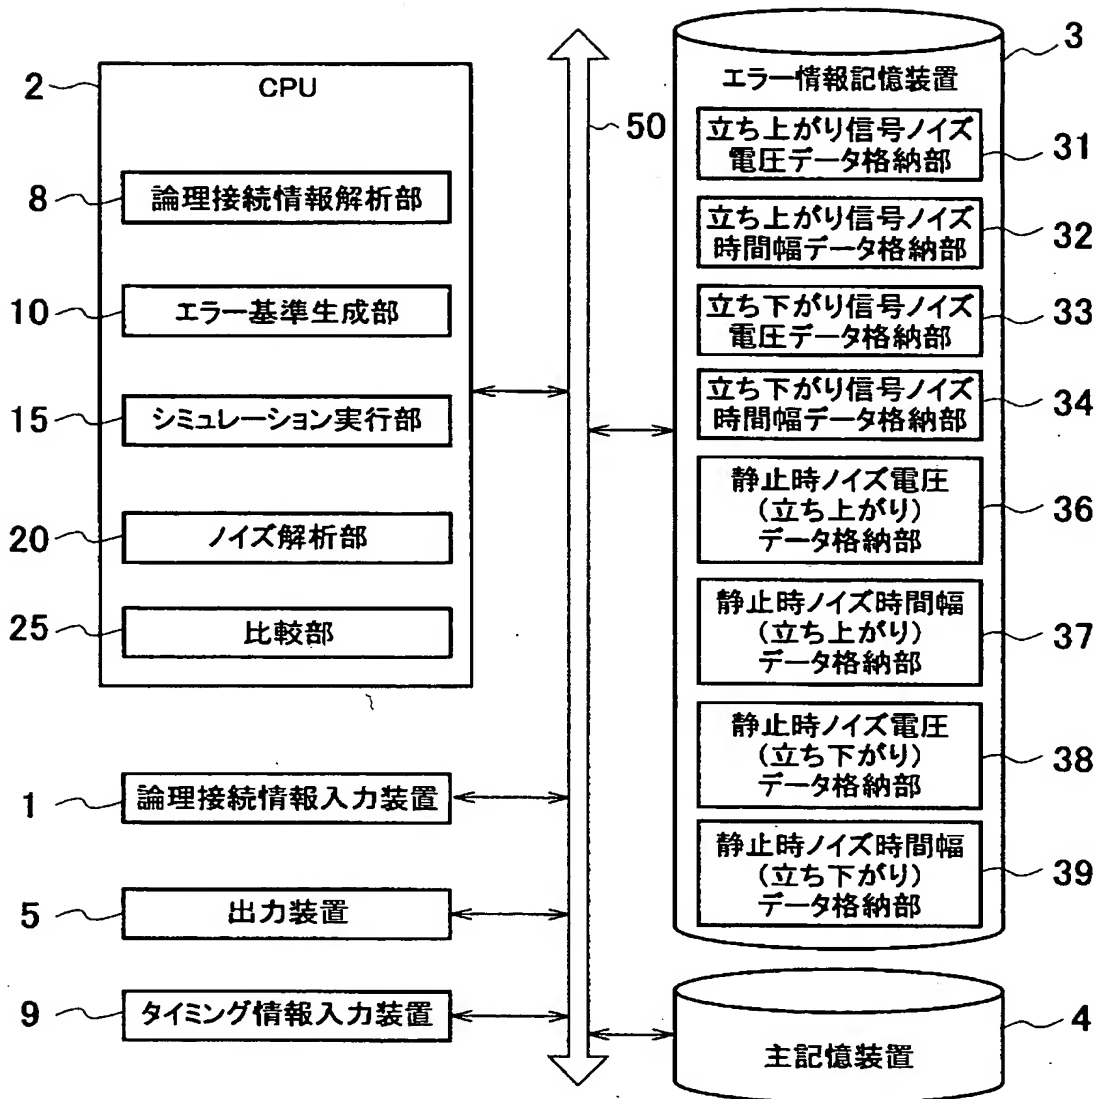 2
CPU
8
論理接続情報解析部
10
エラー基準生成部
15
シミュレーション実行部
20
ノイズ解析部
25
比較部
1
論理接続情報入力装置
5
出力装置
9
タイミング情報入力装置
50
3
エラー情報記憶装置
立ち上がり信号ノイズ
電圧データ格納部
31
立ち上がり信号ノイズ
時間幅データ格納部
32
立ち下がり信号ノイズ
電圧データ格納部
33
立ち下がり信号ノイズ
時間幅データ格納部
34
静止時ノイズ電圧
(立ち上がり)
データ格納部
36
静止時ノイズ時間幅
(立ち上がり)
データ格納部
37
静止時ノイズ電圧
(立ち下がり)
データ格納部
38
静止時ノイズ時間幅
(立ち下がり)
データ格納部
39
4
主記憶装置